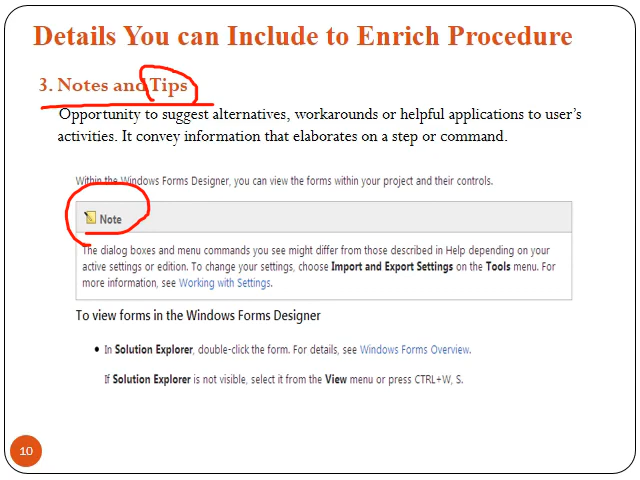 Details You can Include to Enrich Procedure
3. Notes and Tips
Opportunity to suggest alternatives, workarounds or helpful applications to user's
activities. It convey information that elaborates on a step or command.
Within the Windows Forms Designer, you can view the forms within your project and their controls.
Note
The dialog boxes and menu commands you see might differ from those described in Help depending on your
active settings or edition. To change your settings, choose Import and Export Settings on the Tools menu. For
more information, see Working with Settings.
To view forms in the Windows Forms Designer
• In Solution Explorer, double-click the form. For details, see Windows Forms Overview.
If Solution Explorer is not visible, select it from the View menu or press CTRL+W, S.
10